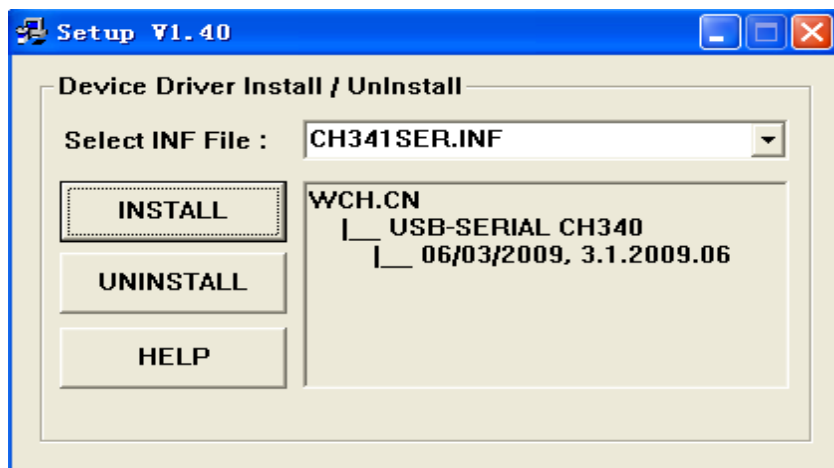 Setup V1.40
Device Driver Install / UnInstall
Select INF File :
CH341SER.INF
INSTALL
UNINSTALL
HELP
WCH.CN
|__ USB-SERIAL CH340
|__ 06/03/2009, 3.1.2009.06